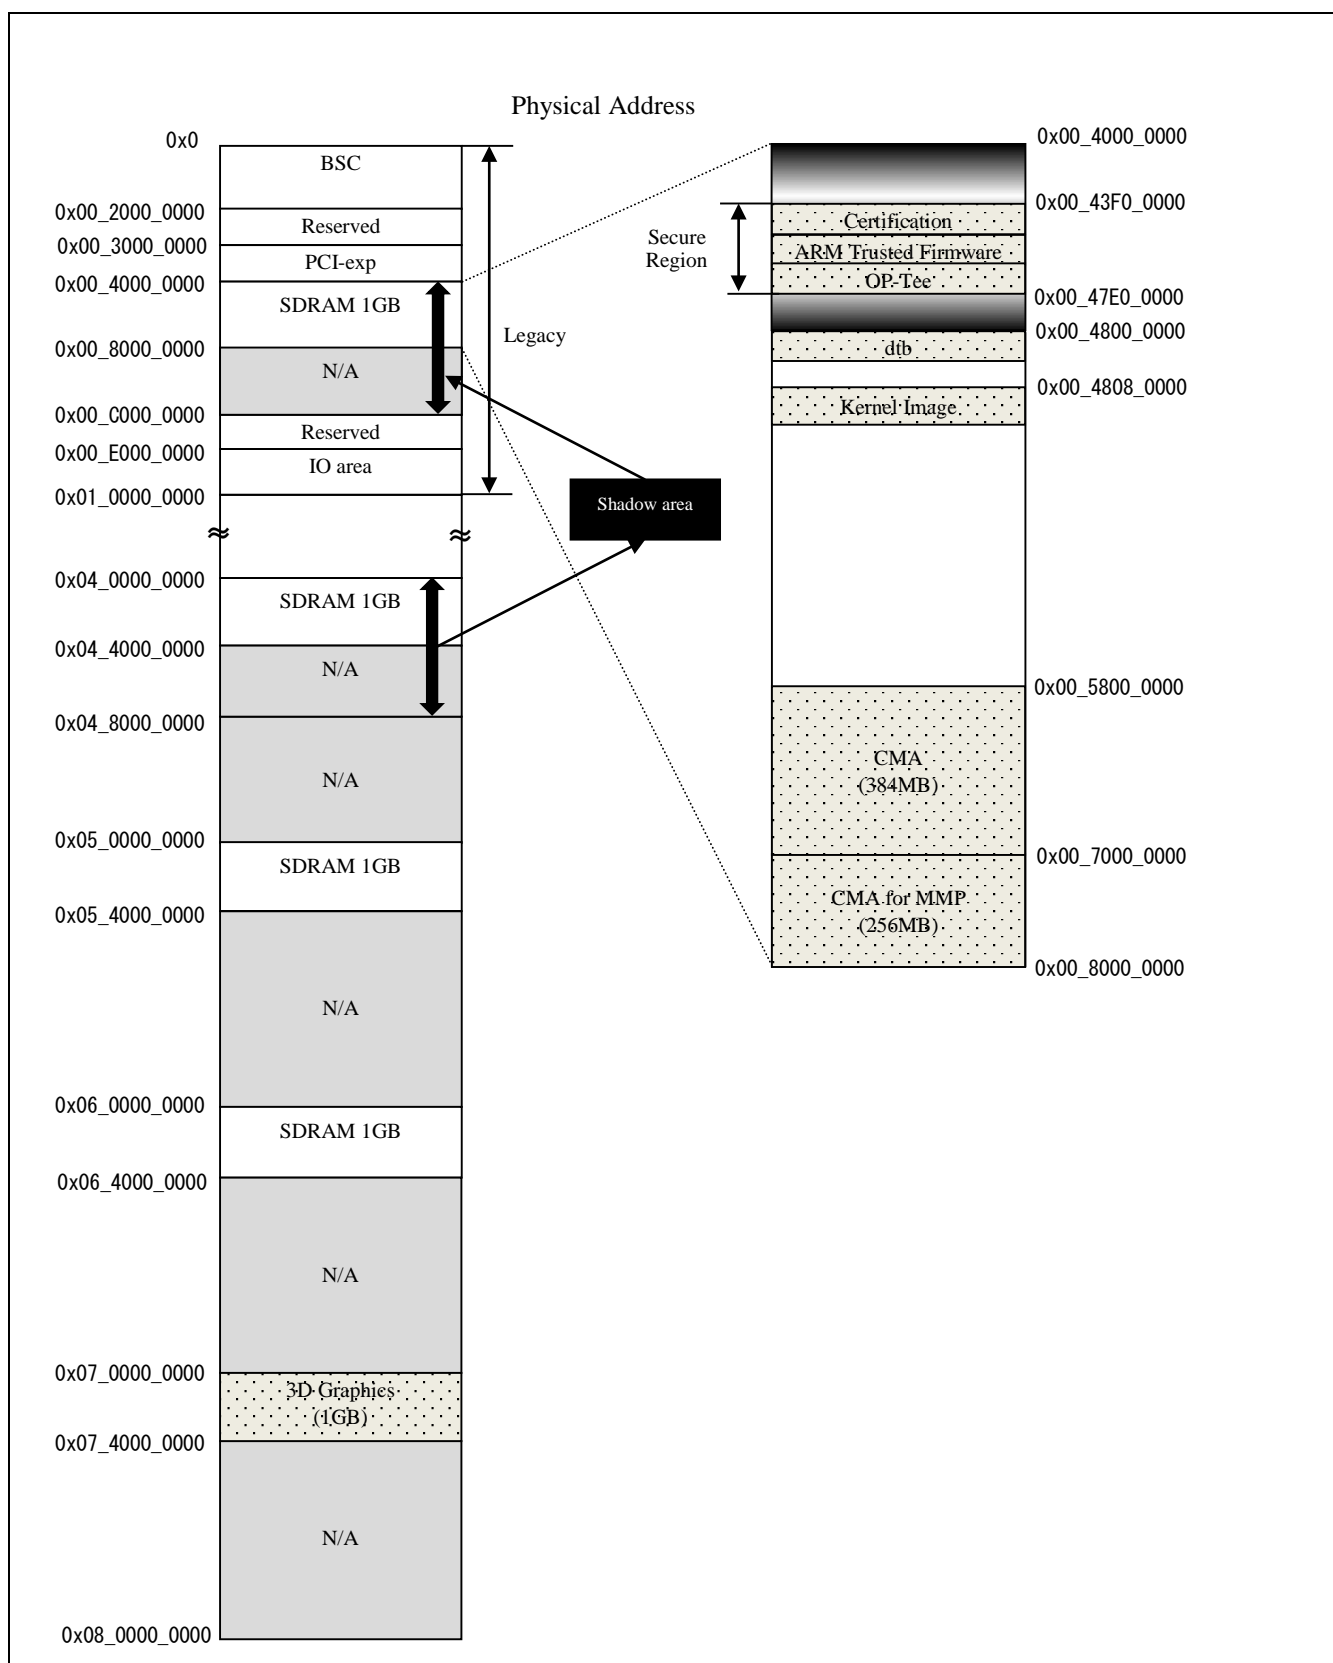 Physical Address
0x0
BSC
0x00_2000_0000
Reserved
0x00_3000_0000
PCI-exp
0x00_4000_0000
SDRAM 1GB
0x00_8000_0000
N/A
0x00_C000_0000
Reserved
0x00_E000_0000
IO area
0x01_0000_0000
Legacy
Shadow area
0x04_0000_0000
SDRAM 1GB
0x04_4000_0000
N/A
0x04_8000_0000
N/A
0x05_0000_0000
SDRAM 1GB
0x05_4000_0000
N/A
0x06_0000_0000
SDRAM 1GB
0x06_4000_0000
N/A
0x07_0000_0000
3D Graphics
(1GB)
0x07_4000_0000
N/A
0x08_0000_0000
0x00_4000_0000
0x00_43F0_0000
Secure
Region
Certification
ARM Trusted Firmware
OP-Tee
0x00_47E0_0000
0x00_4800_0000
dtb
0x00_4808_0000
Kernel Image
0x00_5800_0000
CMA
(384MB)
0x00_7000_0000
CMA for MMP
(256MB)
0x00_8000_0000